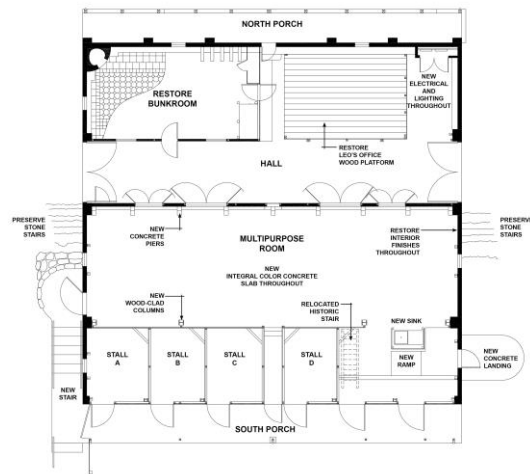 NORTH PORCH
RESTORE
BUNKROOM
NEW
ELECTRICAL
AND
LIGHTING
THROUGHOUT
RESTORE
LEO'S OFFICE
WOOD PLATFORM
HALL
PRESERVE
STONE
STAIRS
NEW
CONCRETE
PIERS
MULTIPURPOSE
ROOM
RESTORE
INTERIOR
FINISHES
THROUGHOUT
PRESERVE
STONE
STAIRS
NEW
INTEGRAL COLOR CONCRETE
SLAB THROUGHOUT
NEW
WOOD-CLAD
COLUMNS
RELOCATED
HISTORIC
STAIR
NEW SINK
STALL
A
STALL
B
STALL
C
STALL
D
NEW
RAMP
NEW
CONCRETE
LANDING
NEW
STAIR
SOUTH PORCH